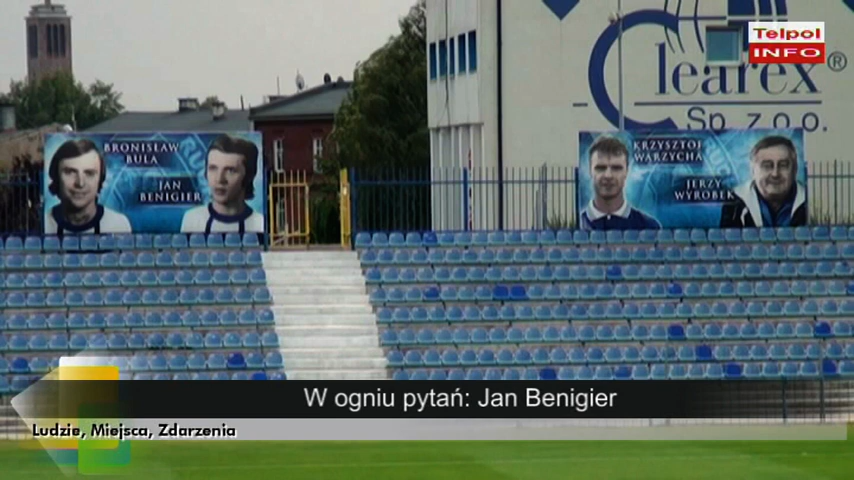 Telpol
INFO
Clearex®
Sp. z o.o.
BRONISŁAW
BULA
JAN
BENIGIER
KRZYSZTOF
WARZYCHA
JERZY
WYROBEK
W ogniu pytań: Jan Benigier
Ludzie, Miejsca, Zdarzenia